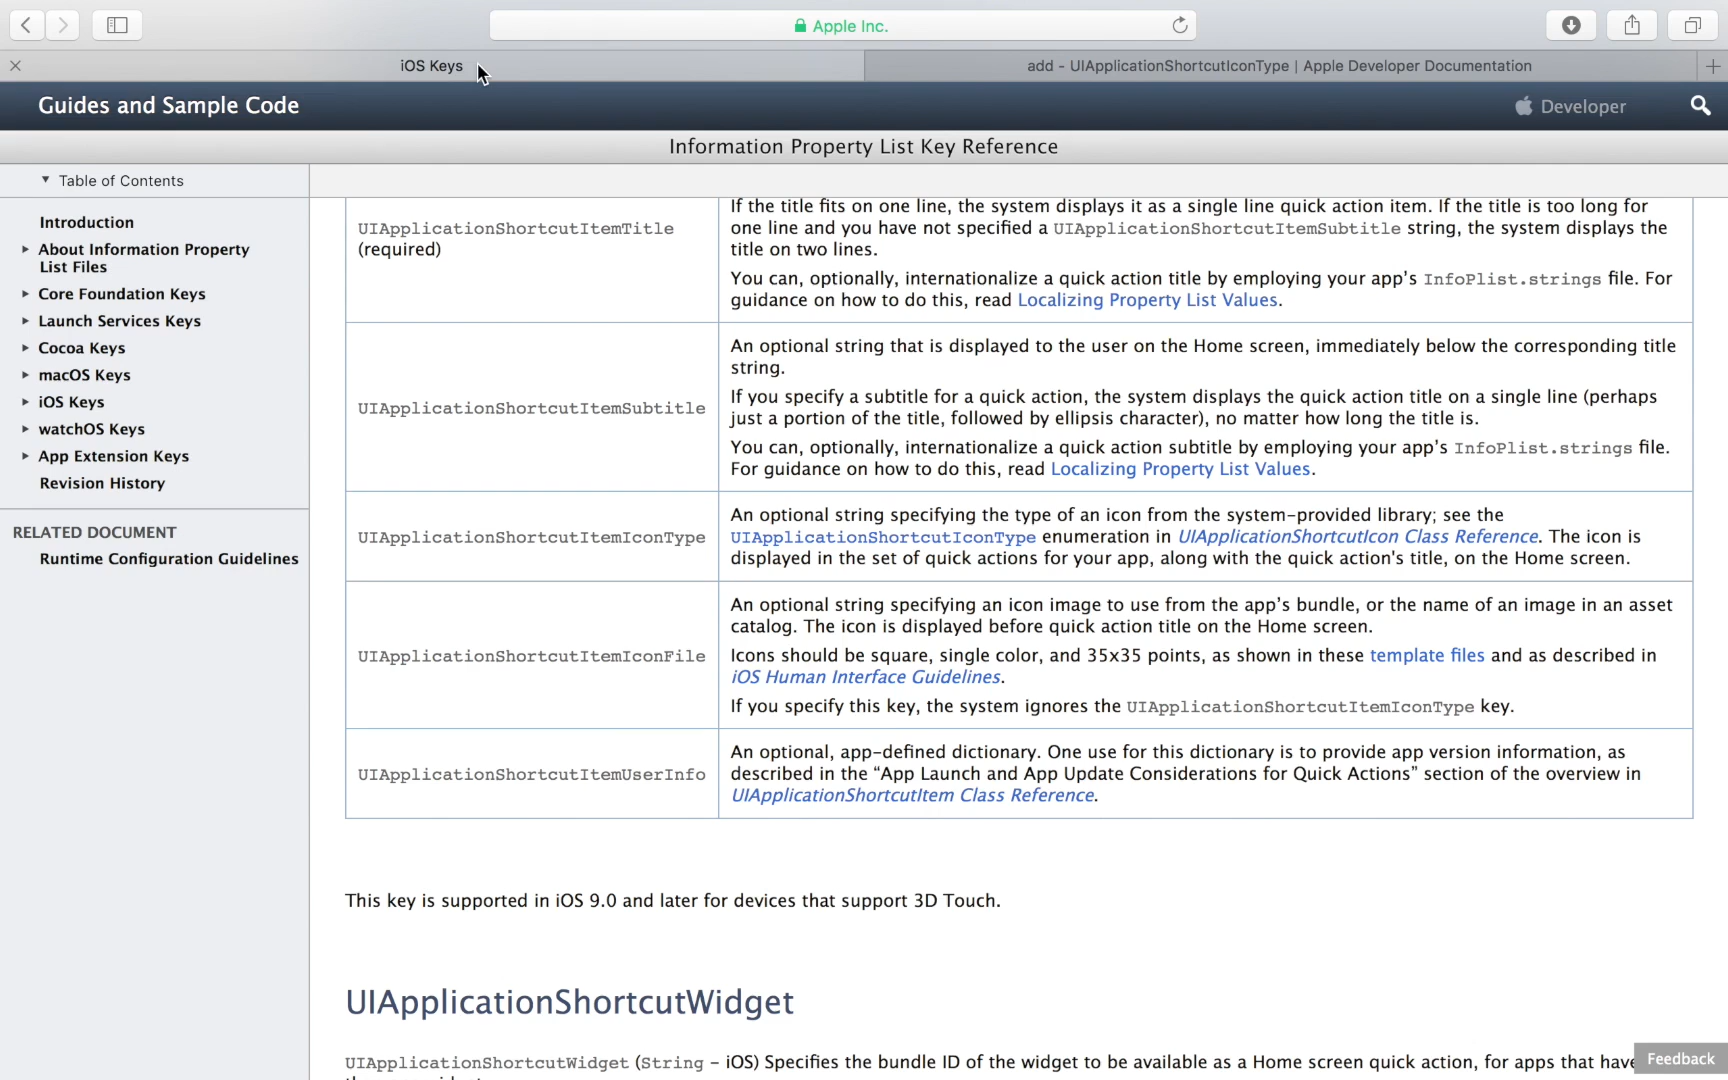 Apple Inc.
iOS Keys
add - UIApplicationShortcutIconType | Apple Developer Documentation
Guides and Sample Code
Developer
Information Property List Key Reference
Table of Contents
Introduction
About Information Property
List Files
Core Foundation Keys
Launch Services Keys
Cocoa Keys
macOS Keys
iOS Keys
watchOS Keys
App Extension Keys
Revision History
RELATED DOCUMENT
Runtime Configuration Guidelines
UIApplicationShortcutItemTitle
(required)
If the title fits on one line, the system displays it as a single line quick action item. If the title is too long for
one line and you have not specified a UIApplicationShortcutItemSubtitle string, the system displays the
title on two lines.
You can, optionally, internationalize a quick action title by employing your app’s InfoPlist.strings file. For
guidance on how to do this, read Localizing Property List Values.
UIApplicationShortcutItemSubtitle
An optional string that is displayed to the user on the Home screen, immediately below the corresponding title
string.
If you specify a subtitle for a quick action, the system displays the quick action title on a single line (perhaps
just a portion of the title, followed by ellipsis character), no matter how long the title is.
You can, optionally, internationalize a quick action subtitle by employing your app’s InfoPlist.strings file.
For guidance on how to do this, read Localizing Property List Values.
UIApplicationShortcutItemIconType
An optional string specifying the type of an icon from the system-provided library; see the
UIApplicationShortcutIconType enumeration in UIApplicationShortcutIcon Class Reference. The icon is
displayed in the set of quick actions for your app, along with the quick action's title, on the Home screen.
UIApplicationShortcutItemIconFile
An optional string specifying an icon image to use from the app’s bundle, or the name of an image in an asset
catalog. The icon is displayed before quick action title on the Home screen.
Icons should be square, single color, and 35x35 points, as shown in these template files and as described in
iOS Human Interface Guidelines.
If you specify this key, the system ignores the UIApplicationShortcutItemIconType key.
UIApplicationShortcutItemUserInfo
An optional, app-defined dictionary. One use for this dictionary is to provide app version information, as
described in the “App Launch and App Update Considerations for Quick Actions” section of the overview in
UIApplicationShortcutItem Class Reference.
This key is supported in iOS 9.0 and later for devices that support 3D Touch.
UIApplicationShortcutWidget
UIApplicationShortcutWidget (String - iOS) Specifies the bundle ID of the widget to be available as a Home screen quick action, for apps that have
Feedback